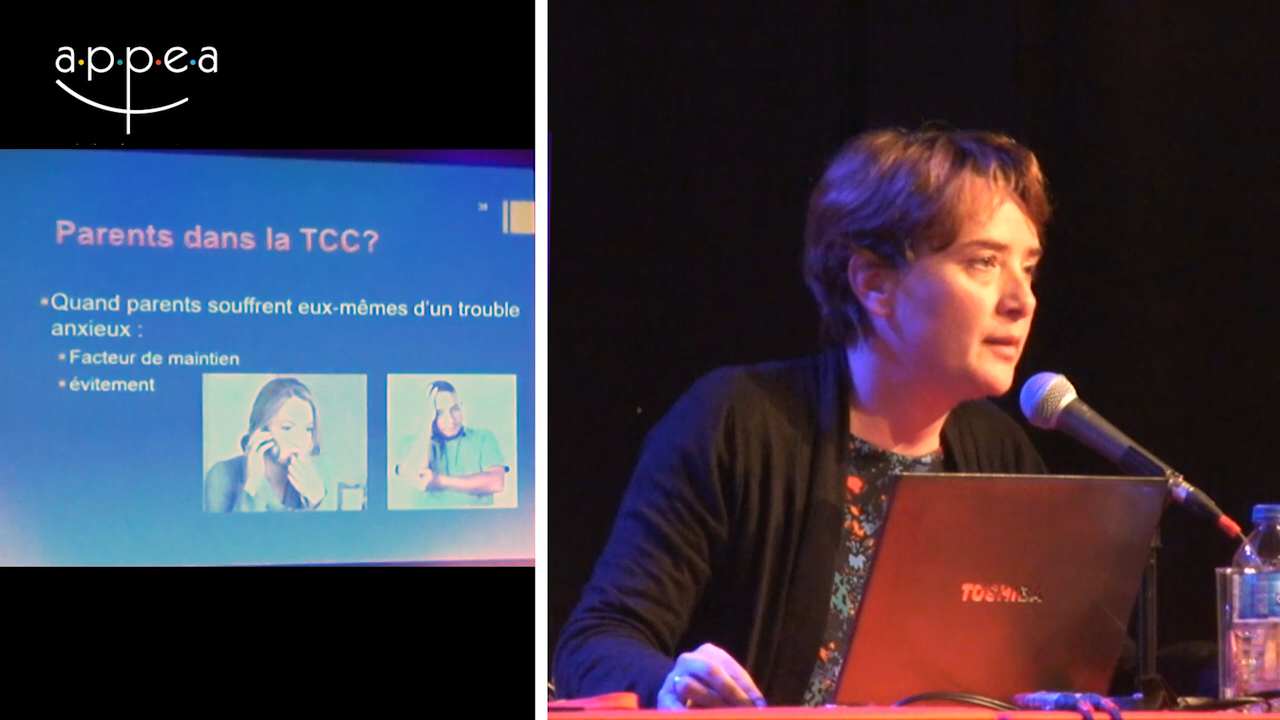 a·p·p·e·a
Parents dans la TCC?
Quand parents souffrent eux-mêmes d'un trouble
anxieux :
Facteur de maintien
évitement
TOSHIBA